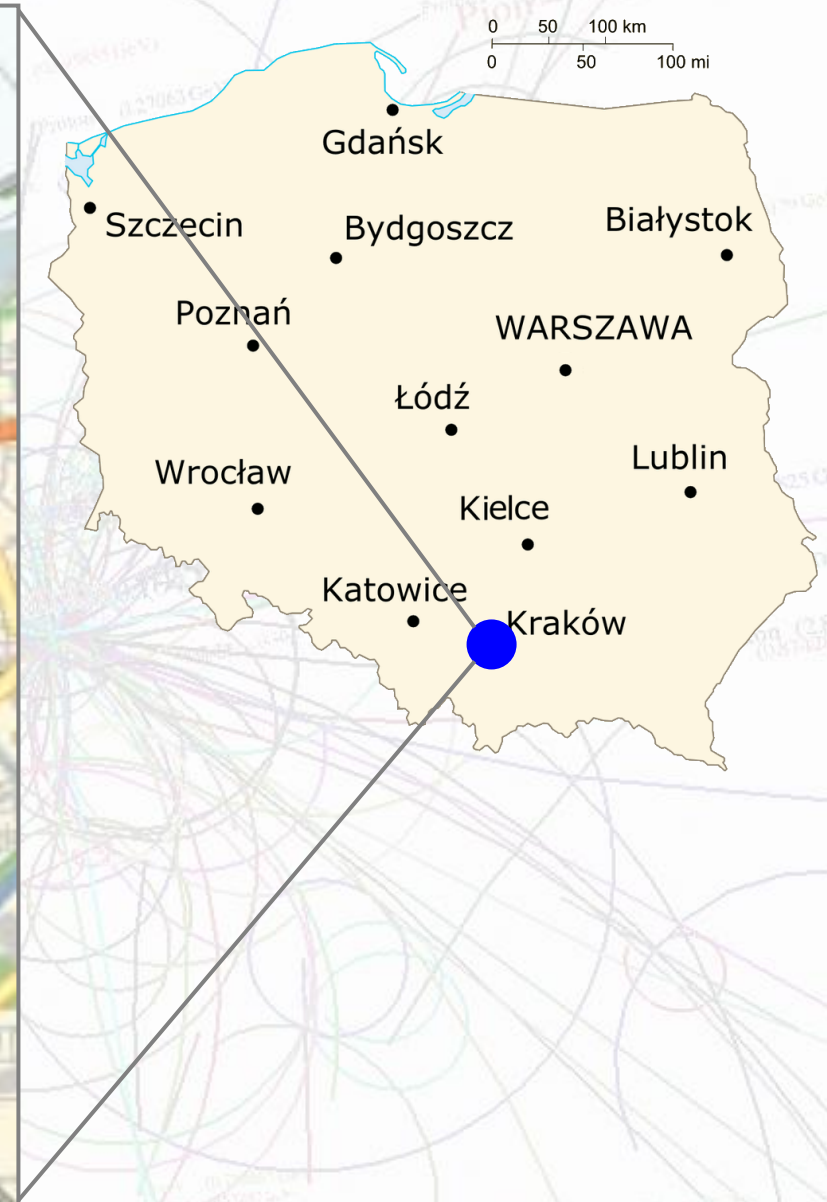 0 50 100 km
0 50 100 mi
Gdańsk
Szczecin
Bydgoszcz
Białystok
Poznań
WARSZAWA
Łódź
Wrocław
Lublin
Kielce
Katowice
Kraków